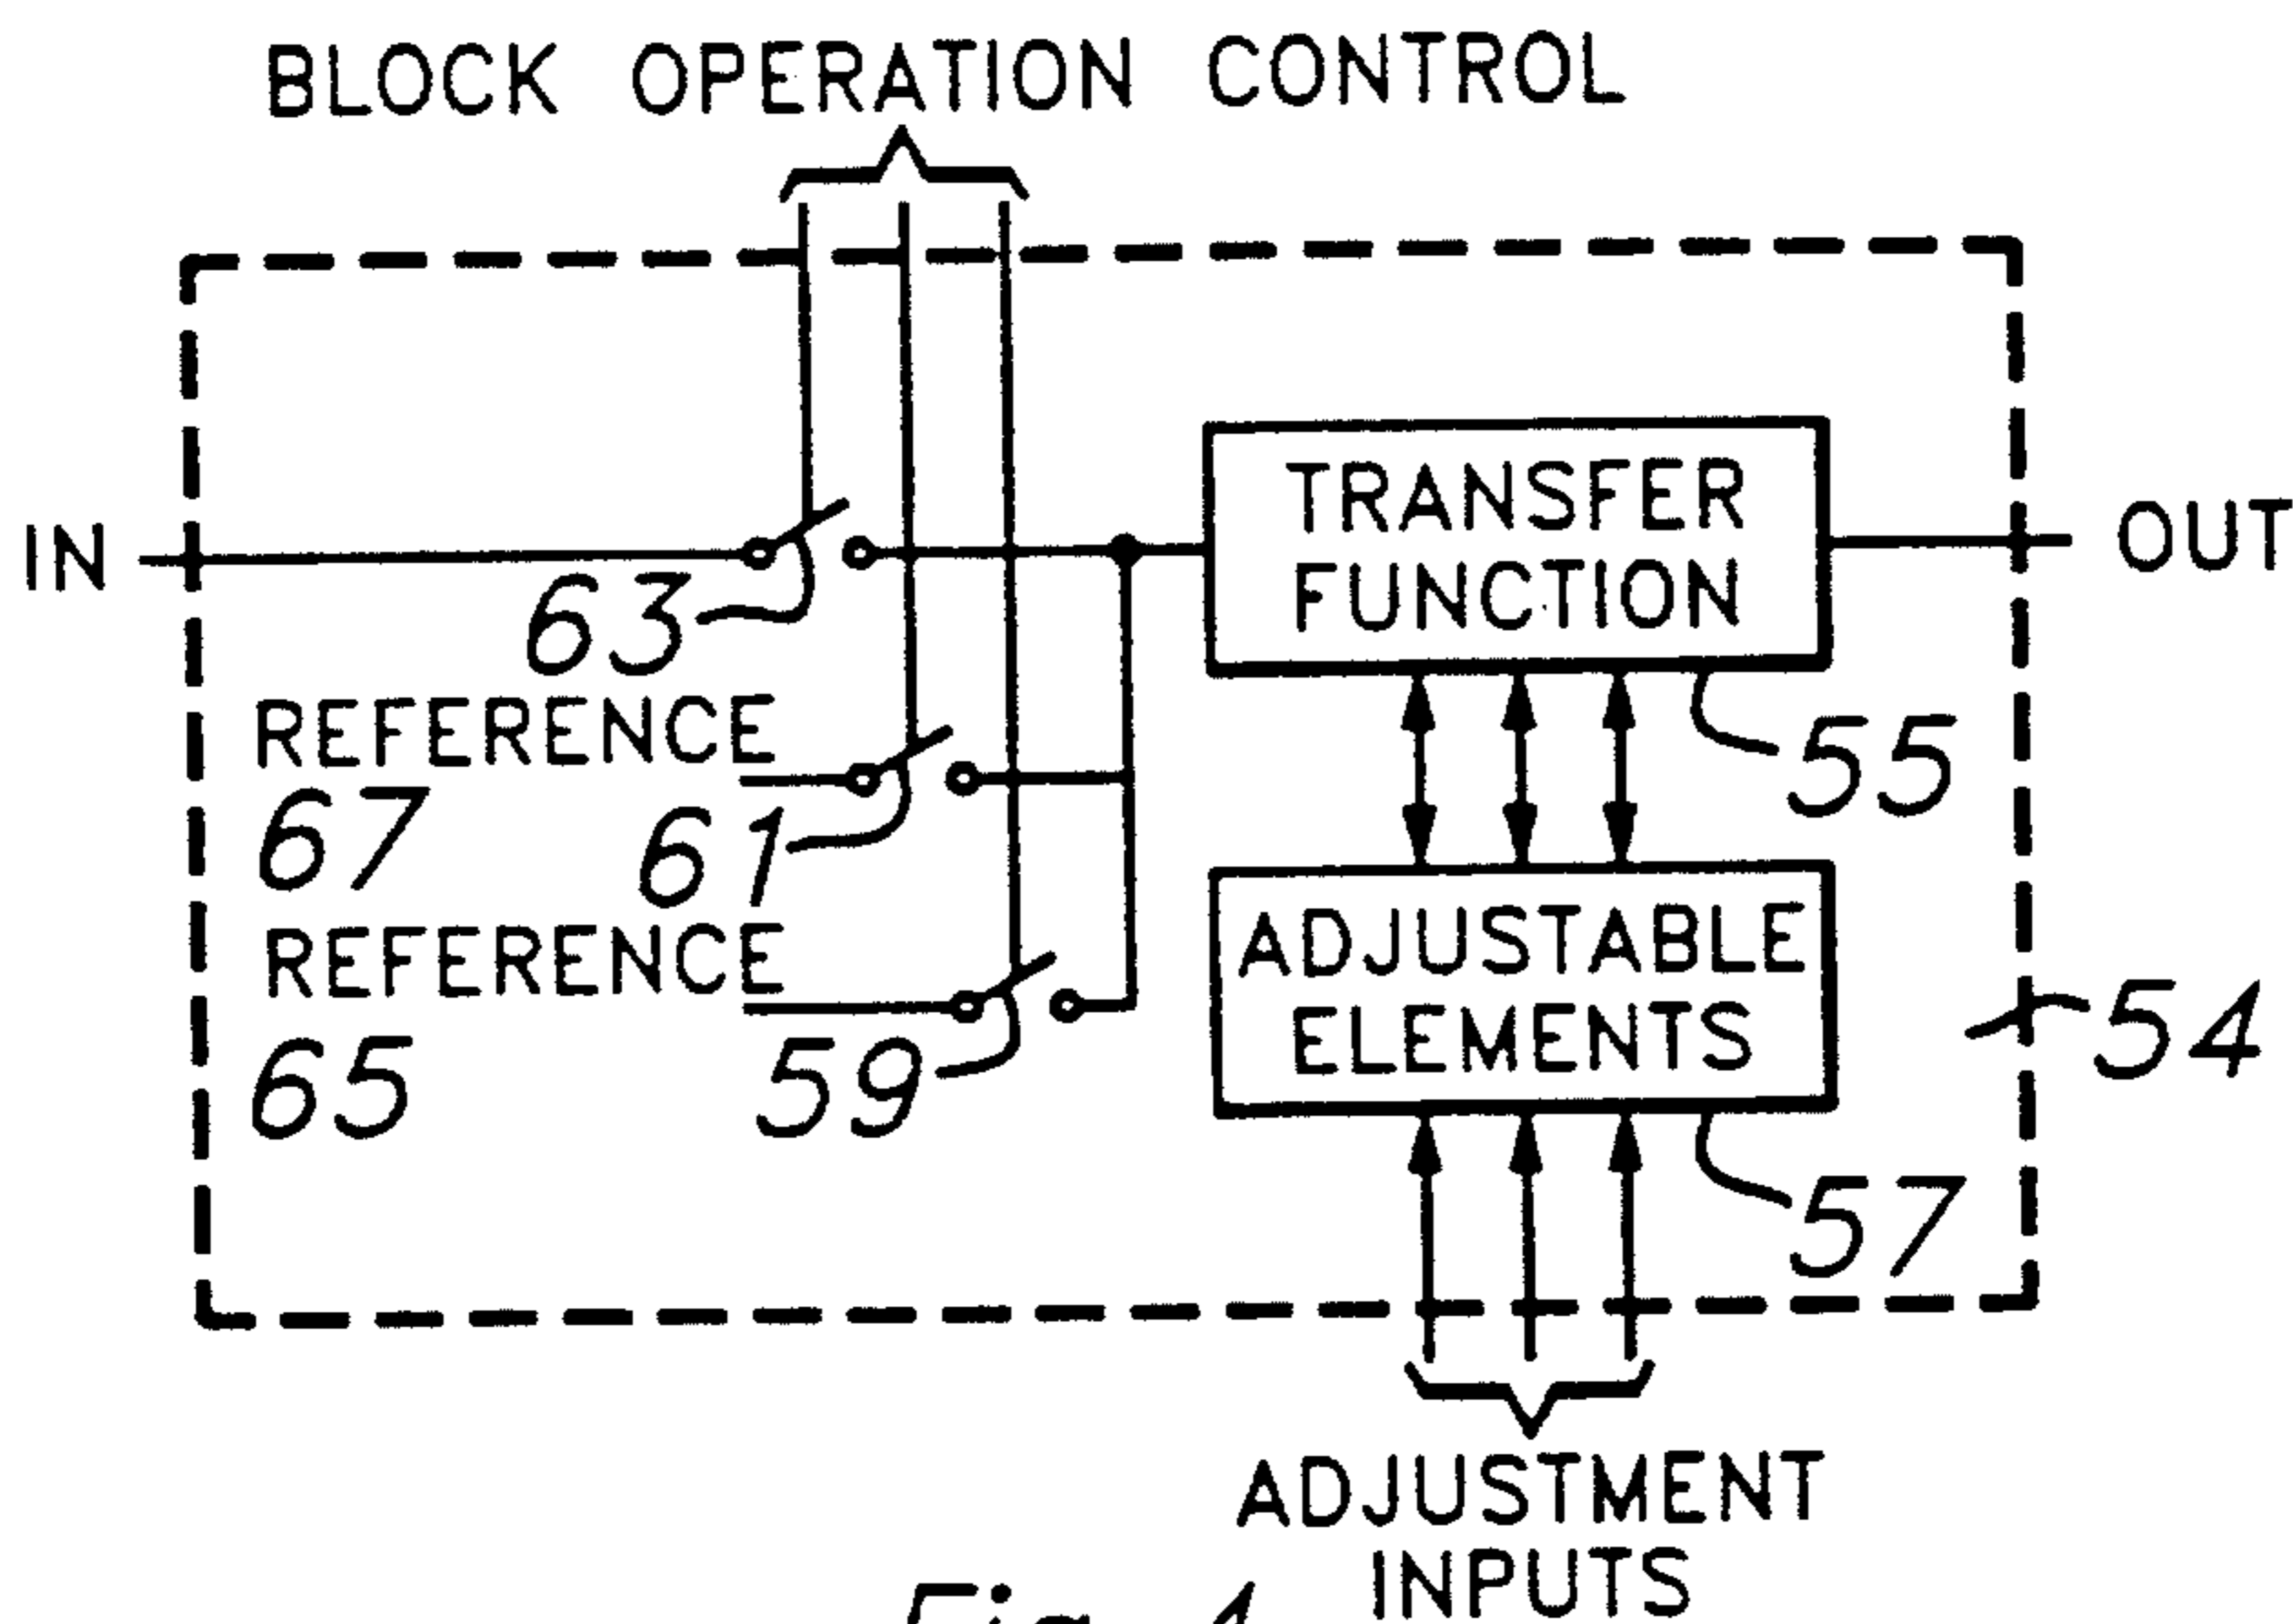 BLOCK OPERATION CONTROL
IN
TRANSFER
FUNCTION
OUT
63
REFERENCE
67
61
55
REFERENCE
65
59
ADJUSTABLE
ELEMENTS
54
57
ADJUSTMENT
INPUTS